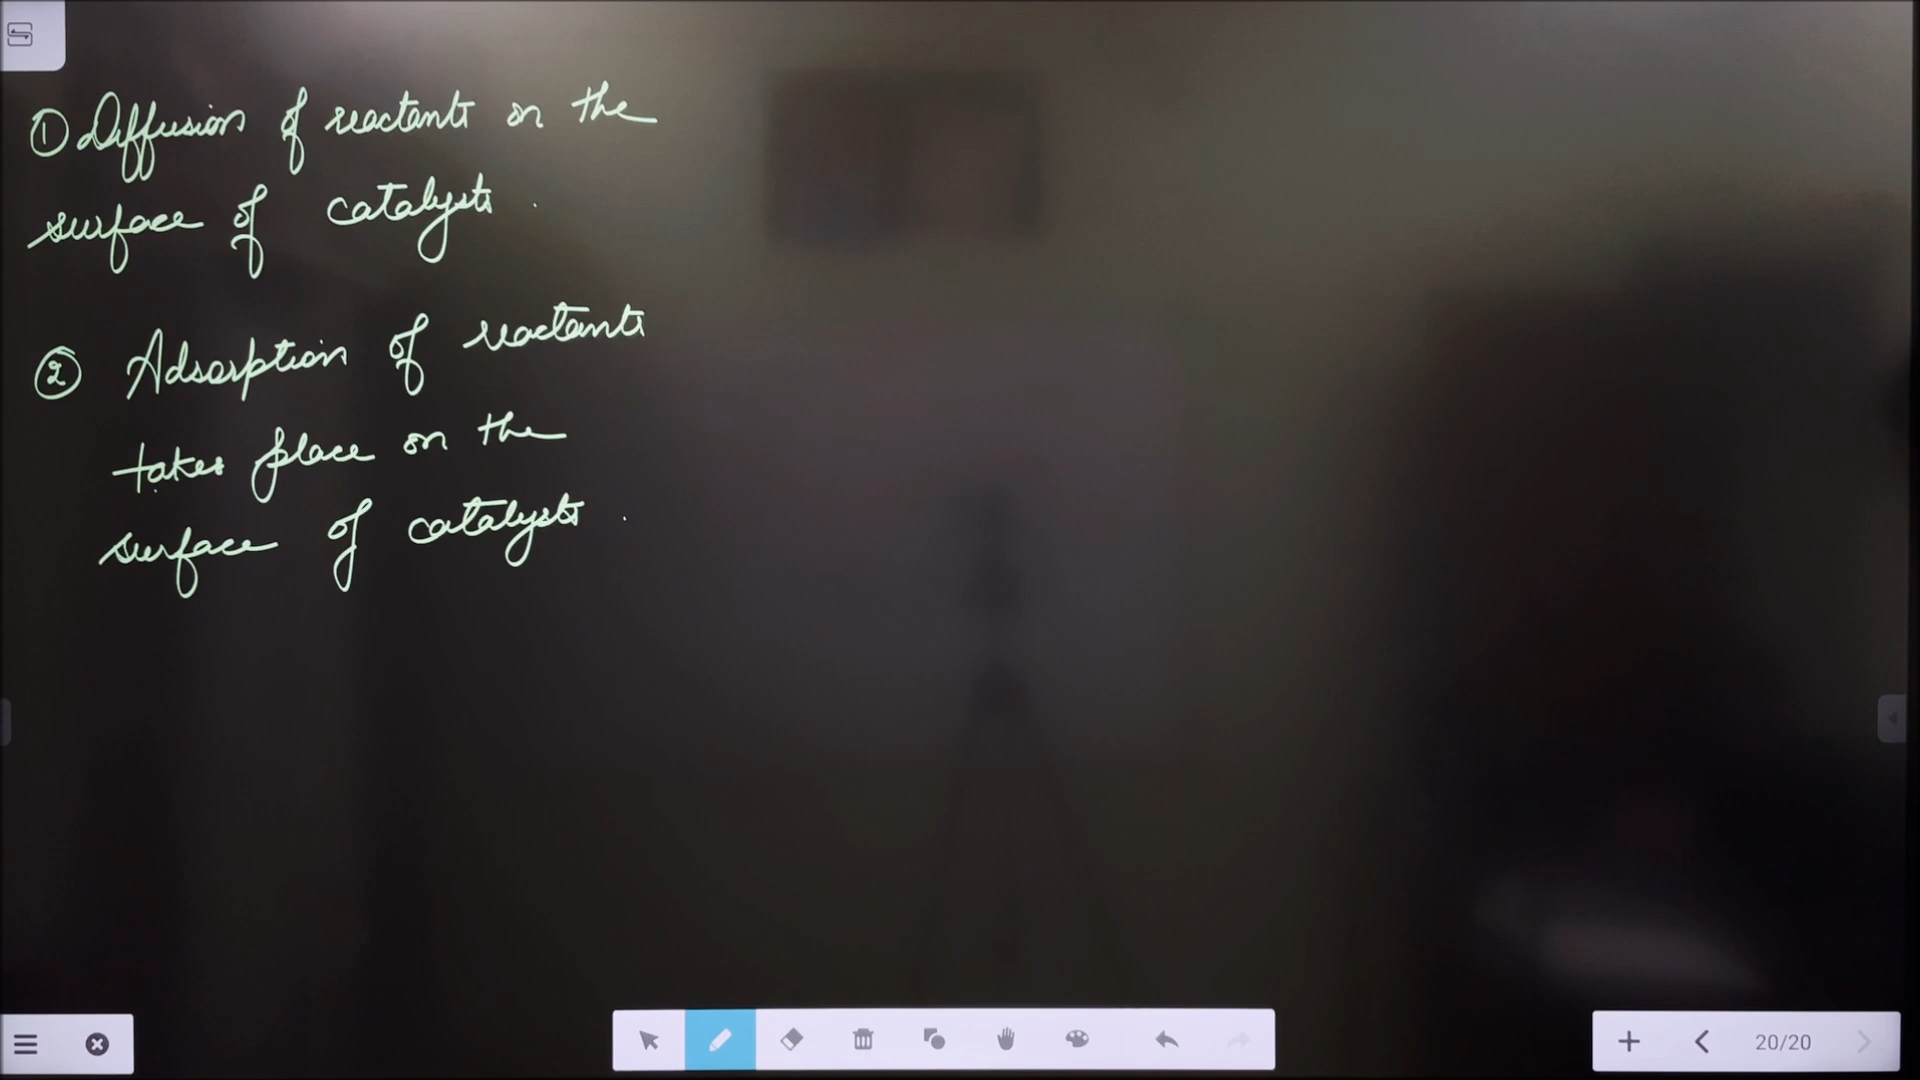 ① Diffusion of reactants on the
surface of catalysts.
② Adsorption of reactants
takes place on the
surface of catalysts.
20/20